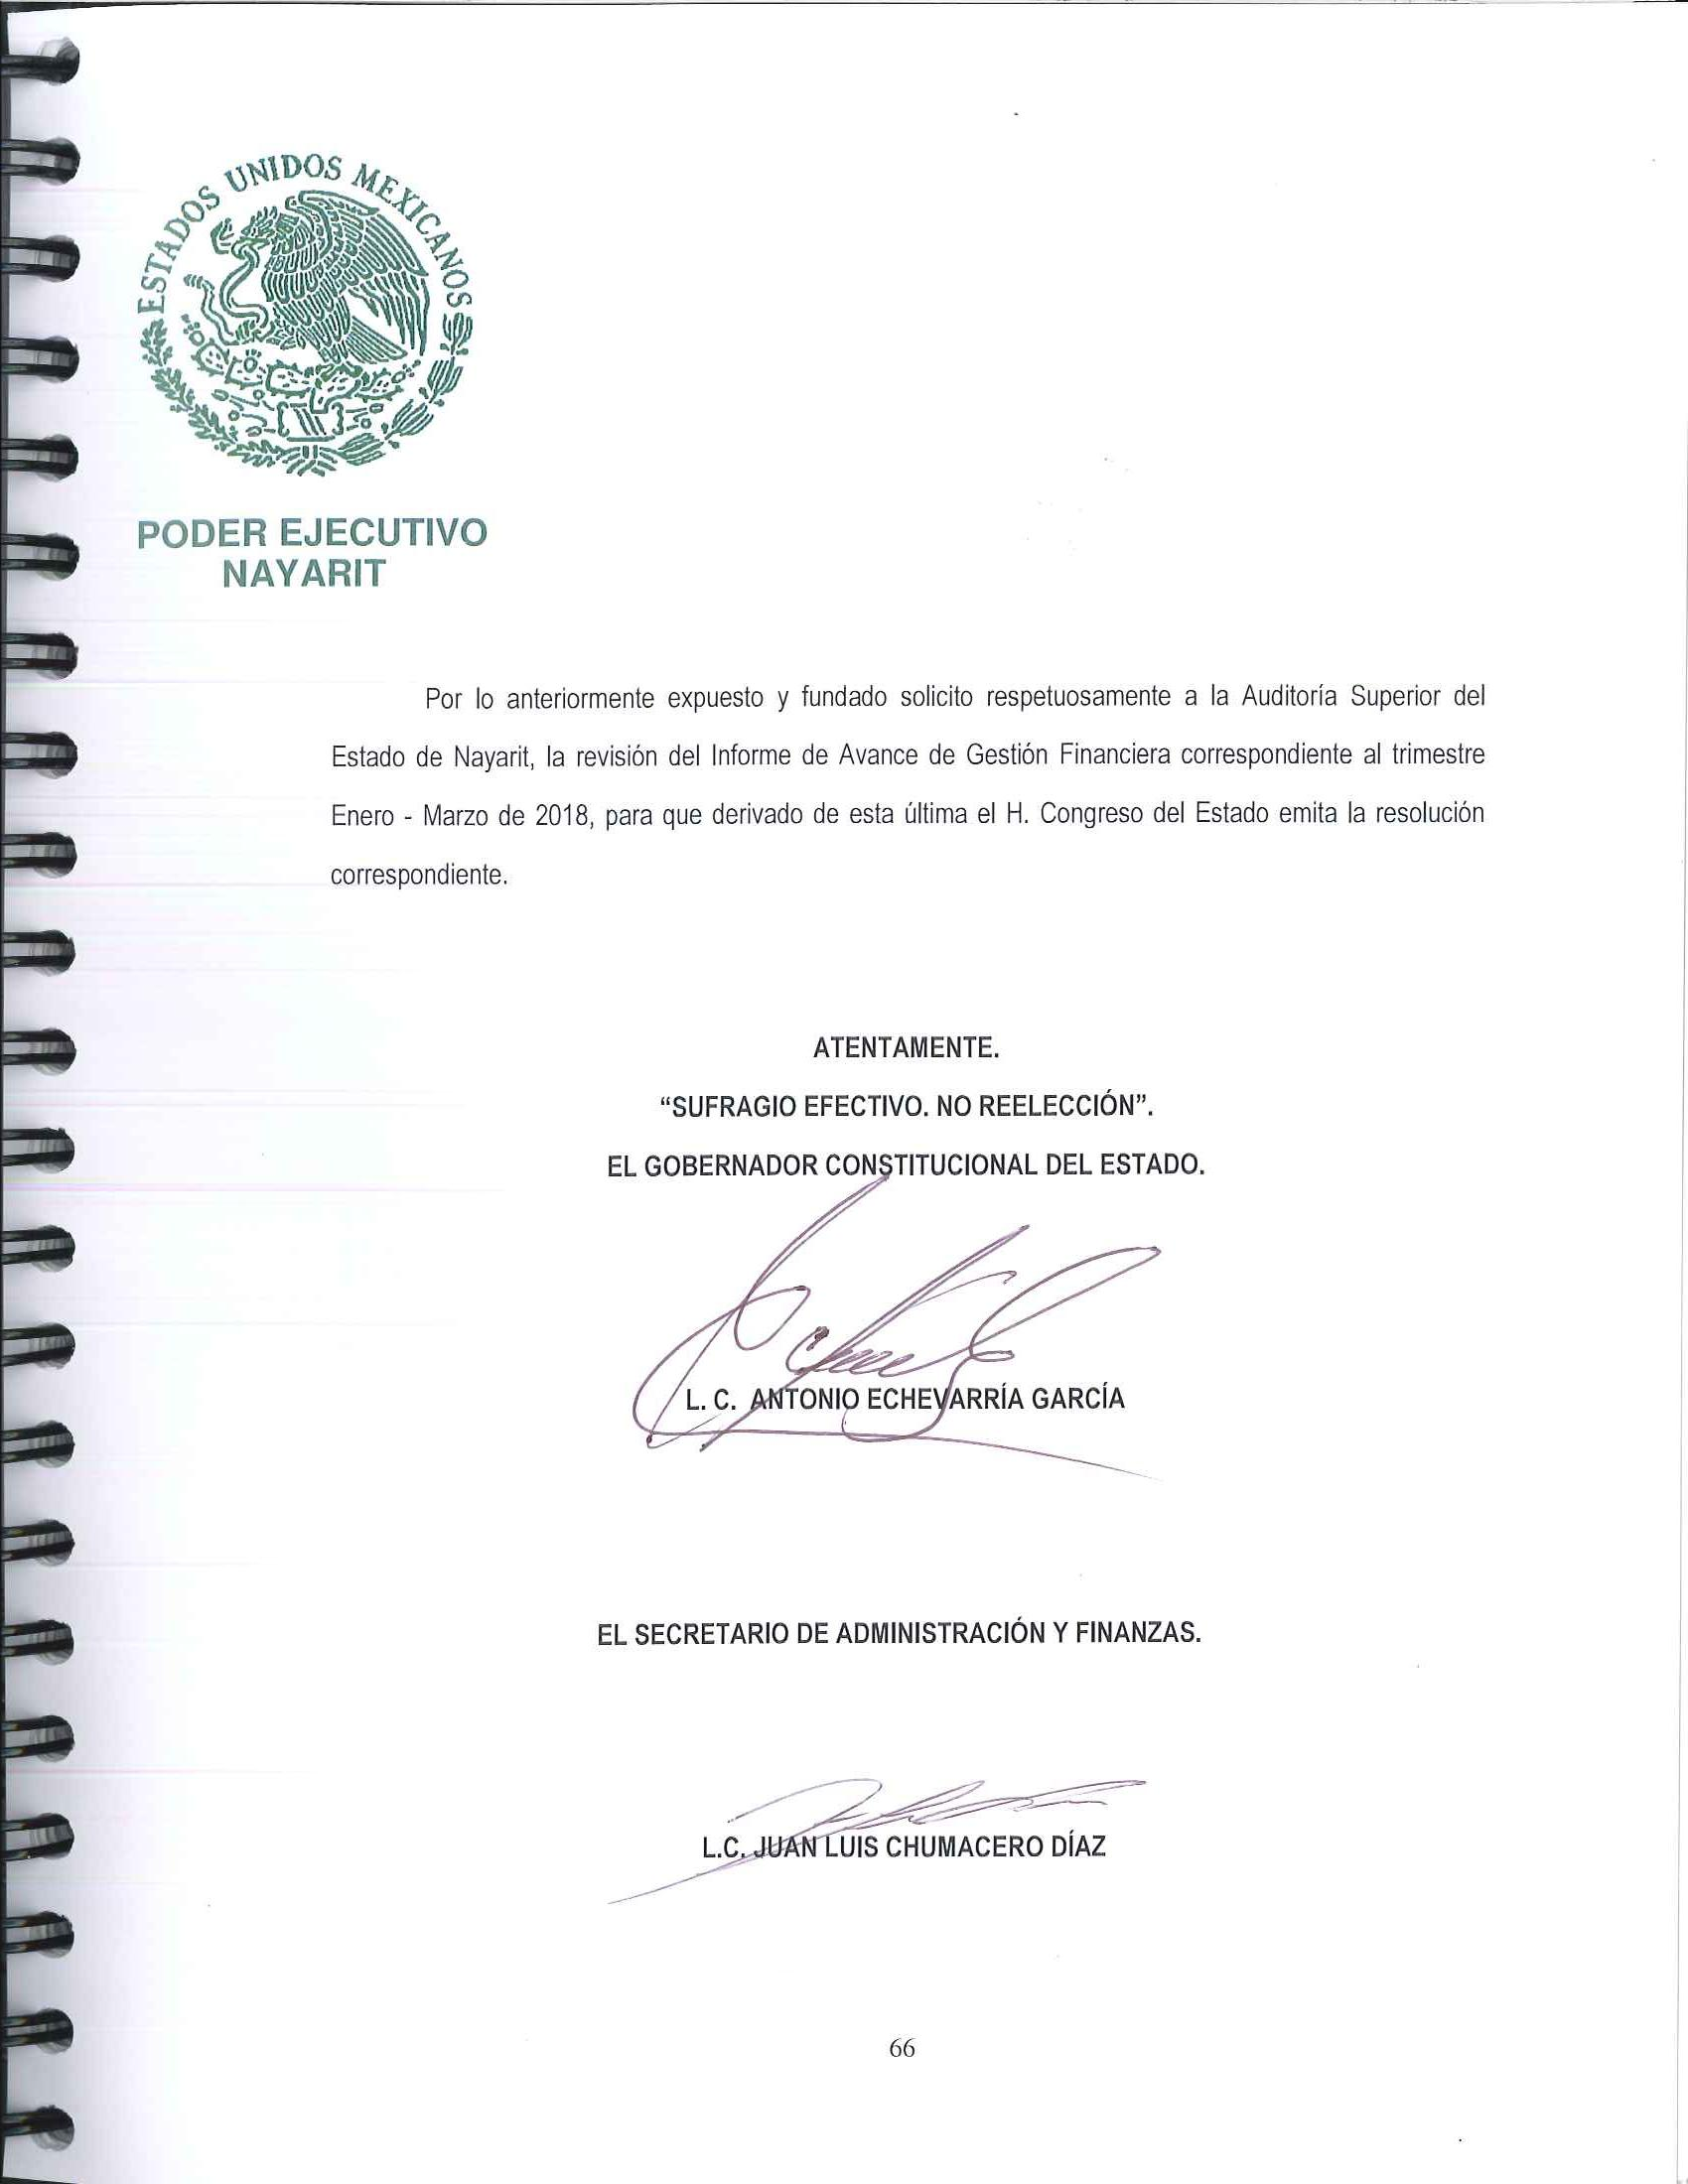 ESTADOS UNIDOS MEXICANOS
PODER EJECUTIVO
NAYARIT
Por lo anteriormente expuesto y fundado solicito respetuosamente a la Auditoría Superior del
Estado de Nayarit, la revisión del Informe de Avance de Gestión Financiera correspondiente al trimestre
Enero - Marzo de 2018, para que derivado de esta última el H. Congreso del Estado emita la resolución
correspondiente.
ATENTAMENTE.
“SUFRAGIO EFECTIVO. NO REELECCIÓN”.
EL GOBERNADOR CONSTITUCIONAL DEL ESTADO.
L. C. ANTONIO ECHEVARRÍA GARCÍA
EL SECRETARIO DE ADMINISTRACIÓN Y FINANZAS.
L.C. JUAN LUIS CHUMACERO DÍAZ
66